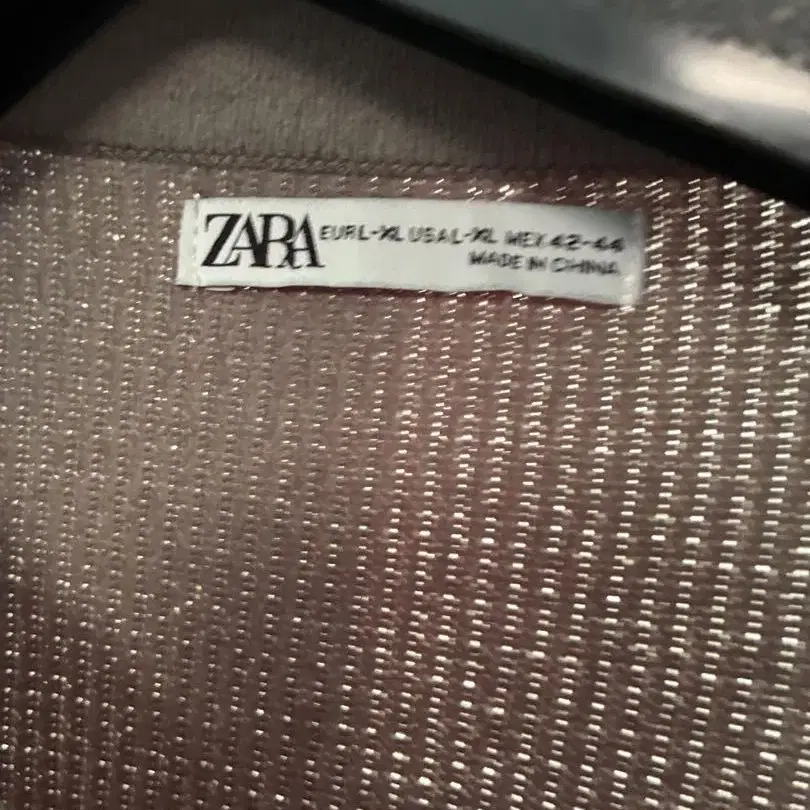 ZARA EUR L-XL USA L-XL MEX 42-44
MADE IN CHINA